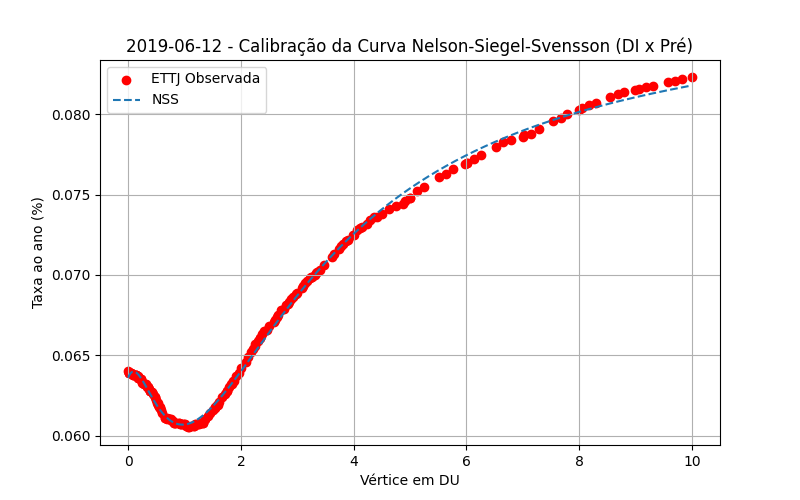 2019-06-12 - Calibração da Curva Nelson-Siegel-Svensson (DI x Pré)
ETTJ Observada
NSS
Taxa ao ano (%)
0.080
0.075
0.070
0.065
0.060
0 2 4 6 8 10
Vértice em DU